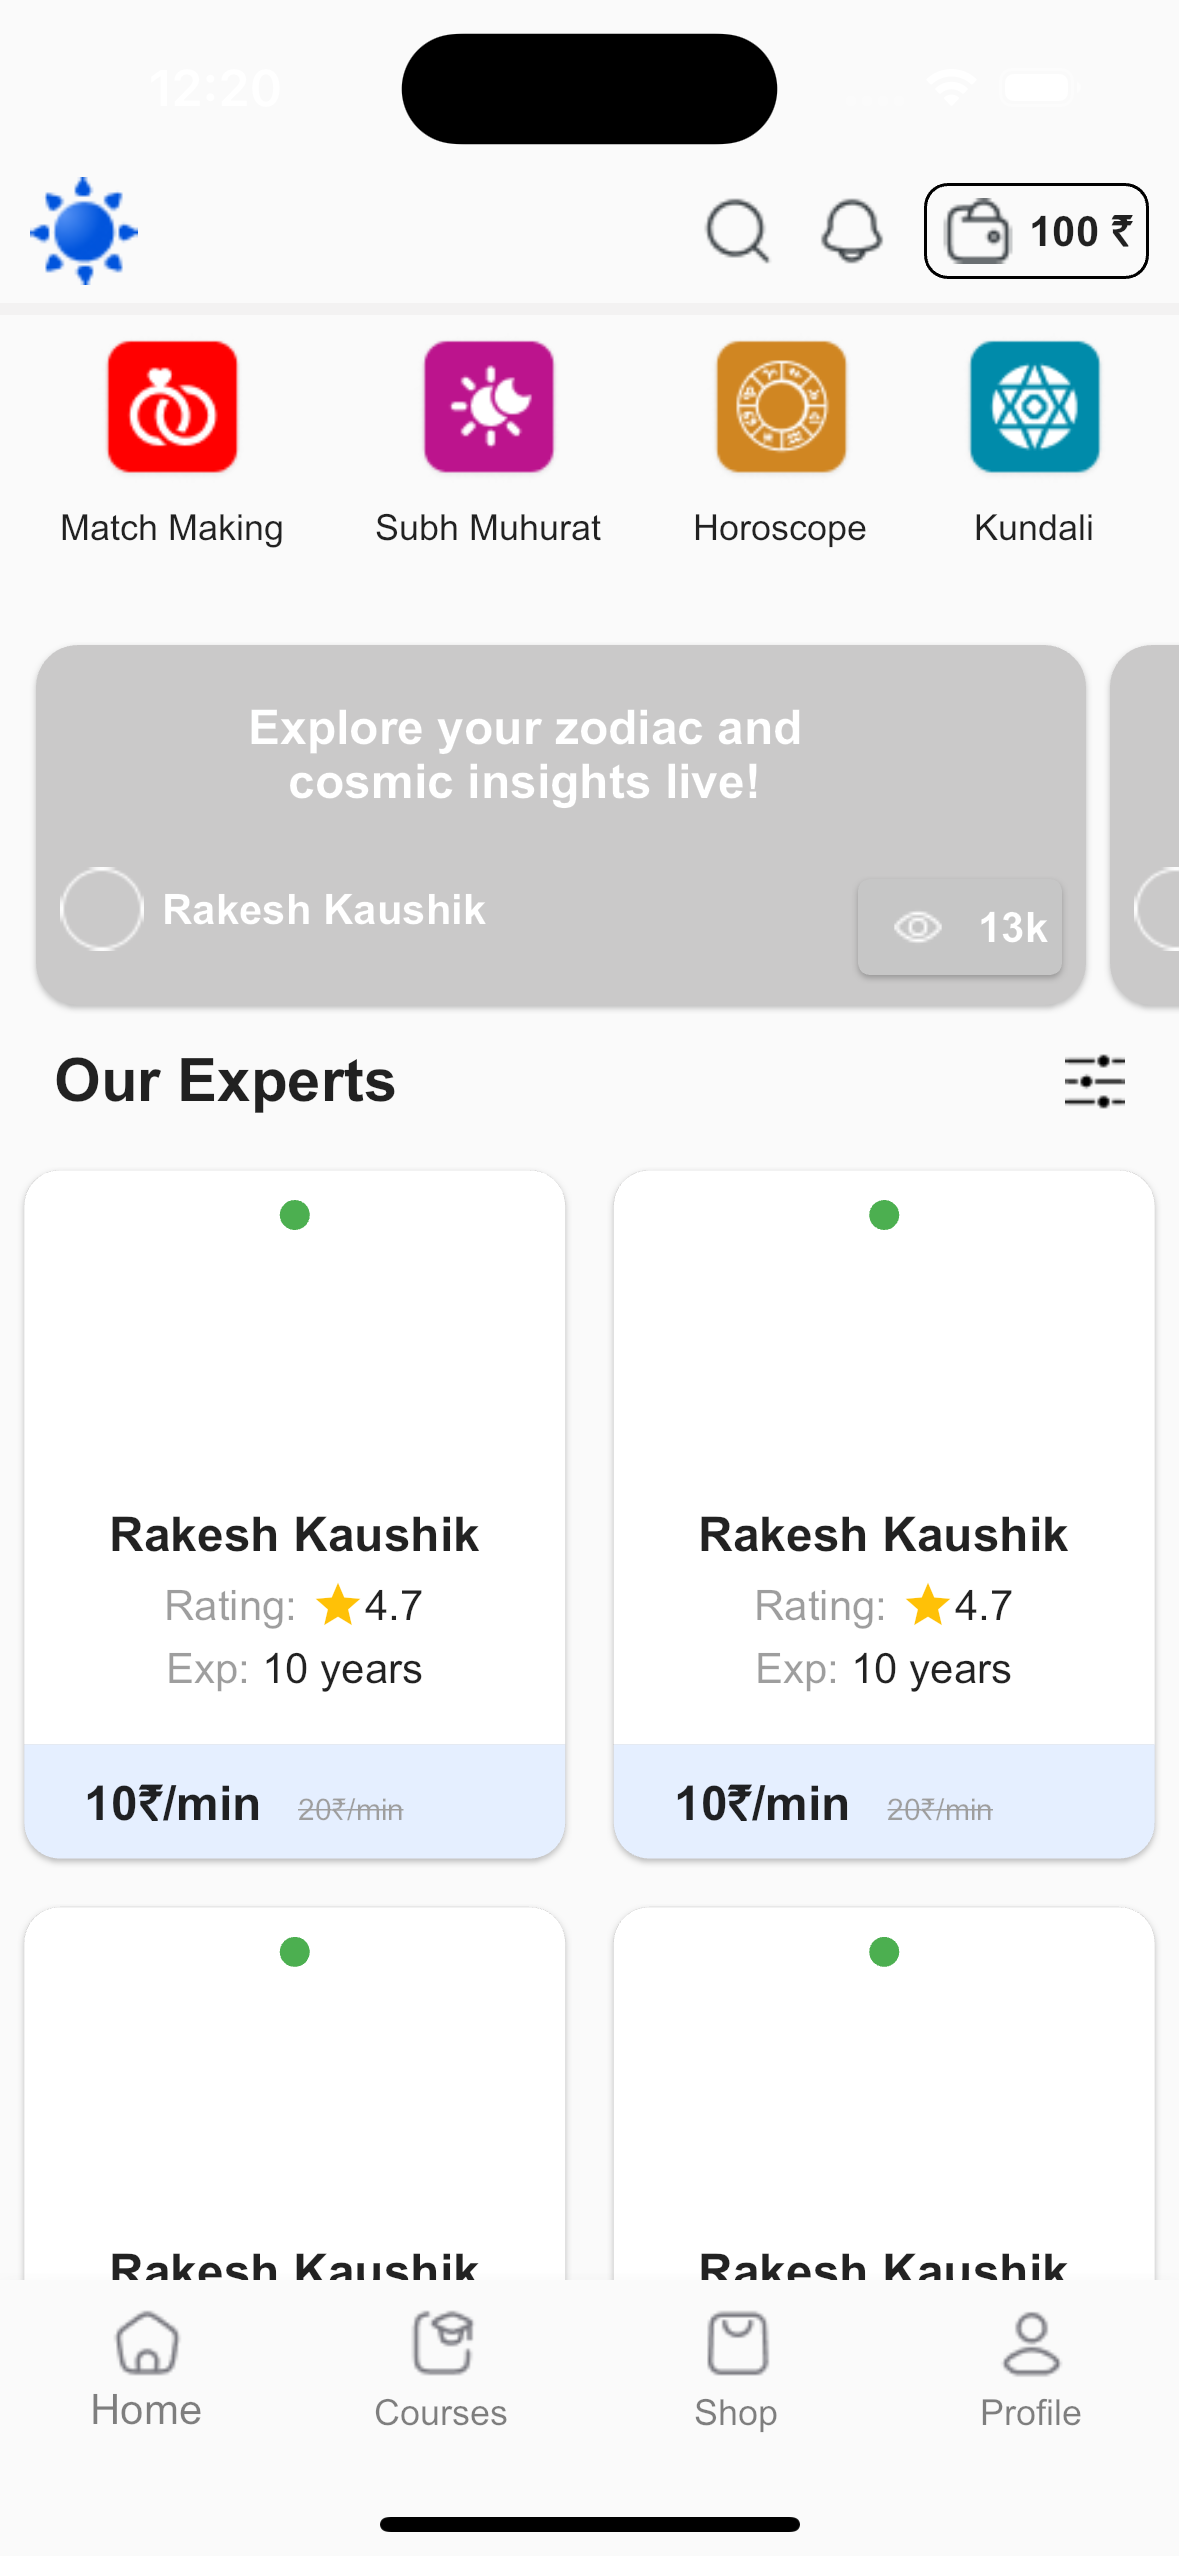 12:20
100 ₹
Match Making
Subh Muhurat
Horoscope
Kundali
Explore your zodiac and
cosmic insights live!
Rakesh Kaushik
13k
Our Experts
Rakesh Kaushik
Rating: 4.7
Exp: 10 years
10₹/min 20₹/min
Rakesh Kaushik
Rating: 4.7
Exp: 10 years
10₹/min 20₹/min
Rakesh Kaushik
Rakesh Kaushik
Home
Courses
Shop
Profile